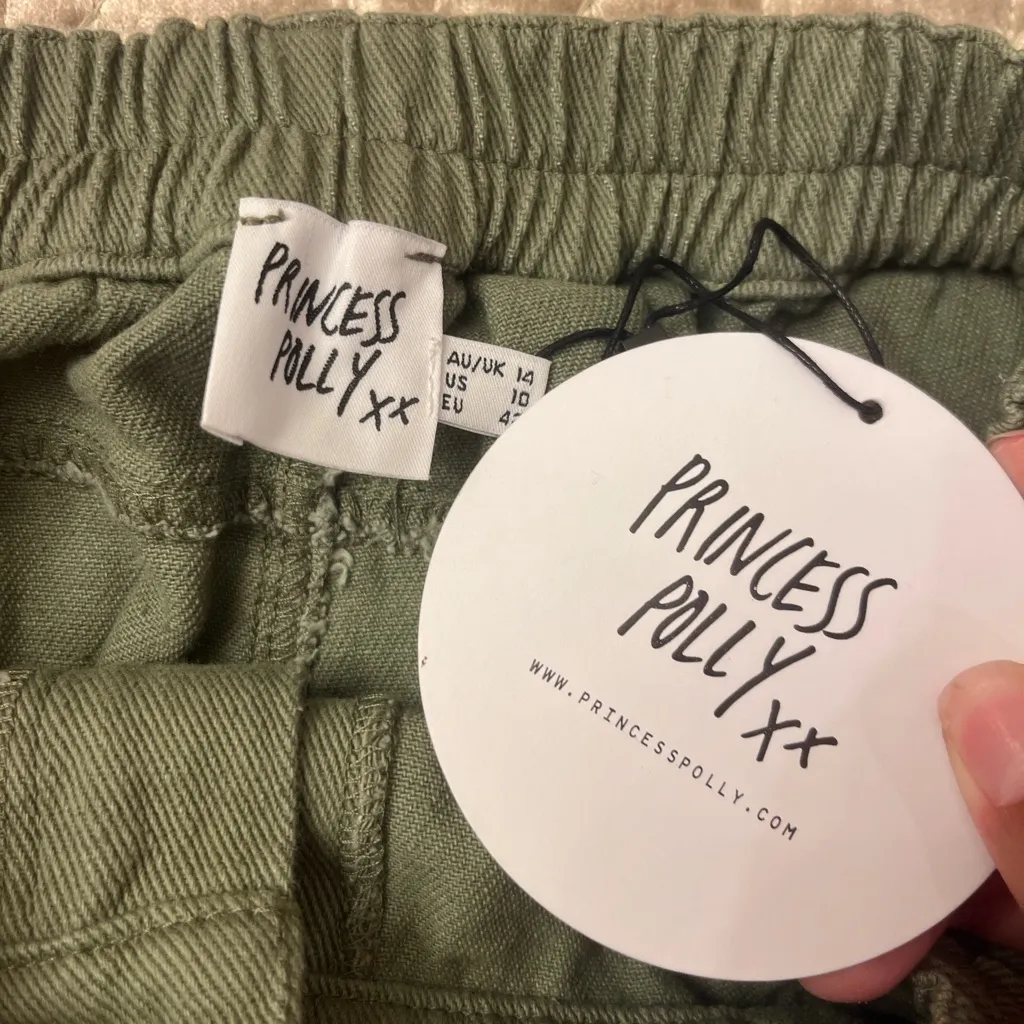 PRINCESS
POLLY
xx
AU/UK 14
US 10
EU
PRINCESS
POLLY
xx
WWW.PRINCESSPOLLY.COM